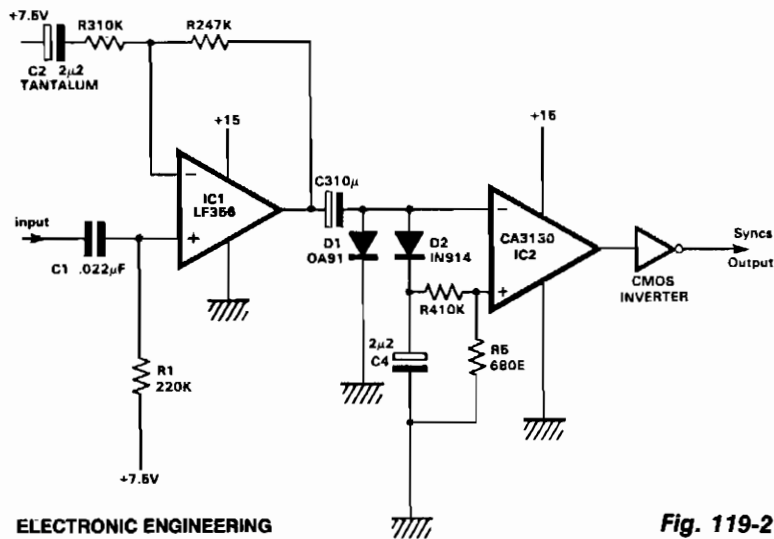 +7.5V
R310K
R247K
C2
2μ2
TANTALUM
+15
IC1
LF356
−
+
C310μ
input
C1
.022μF
R1
220K
+7.5V
D1
OA91
D2
IN914
R410K
2μ2
C4
R5
680E
+15
−
+
CA3130
IC2
CMOS
INVERTER
Syncs
Output
ELECTRONIC ENGINEERING
Fig. 119-2